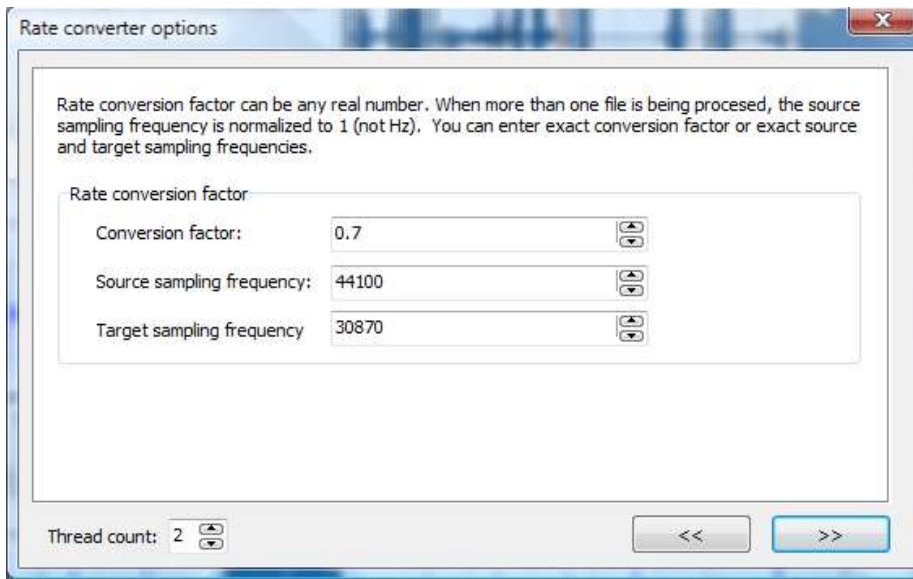 Rate converter options
Rate conversion factor can be any real number. When more than one file is being procesed, the source
sampling frequency is normalized to 1 (not Hz).  You can enter exact conversion factor or exact source
and target sampling frequencies.
Rate conversion factor
Conversion factor: 0.7
Source sampling frequency: 44100
Target sampling frequency 30870
Thread count: 2 << >>